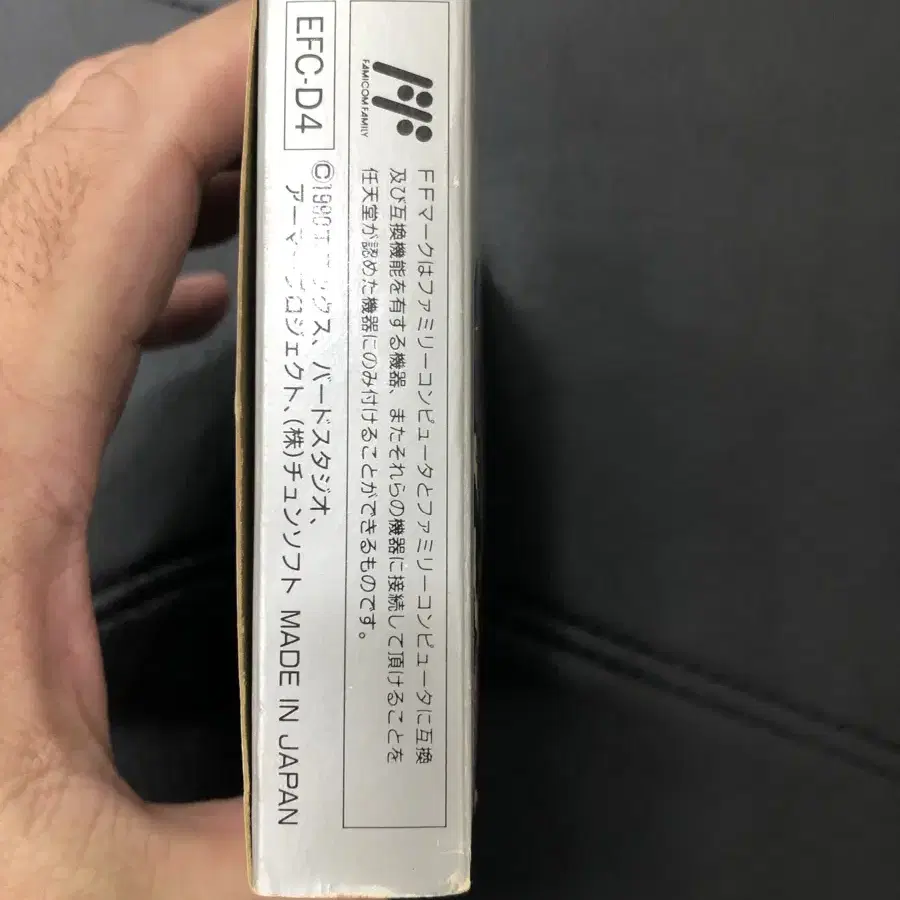 FAMICOM FAMILY
FFマークはファミリーコンピュータとファミリーコンピュータに互換
及び互換機能を有する機器、またそれらの機器に接続して頂けることを
任天堂が認めた機器にのみ付けることができるものです。
EFC-D4
©1990 バードスタジオ、
プロジェクト、(株)チュンソフト MADE IN JAPAN